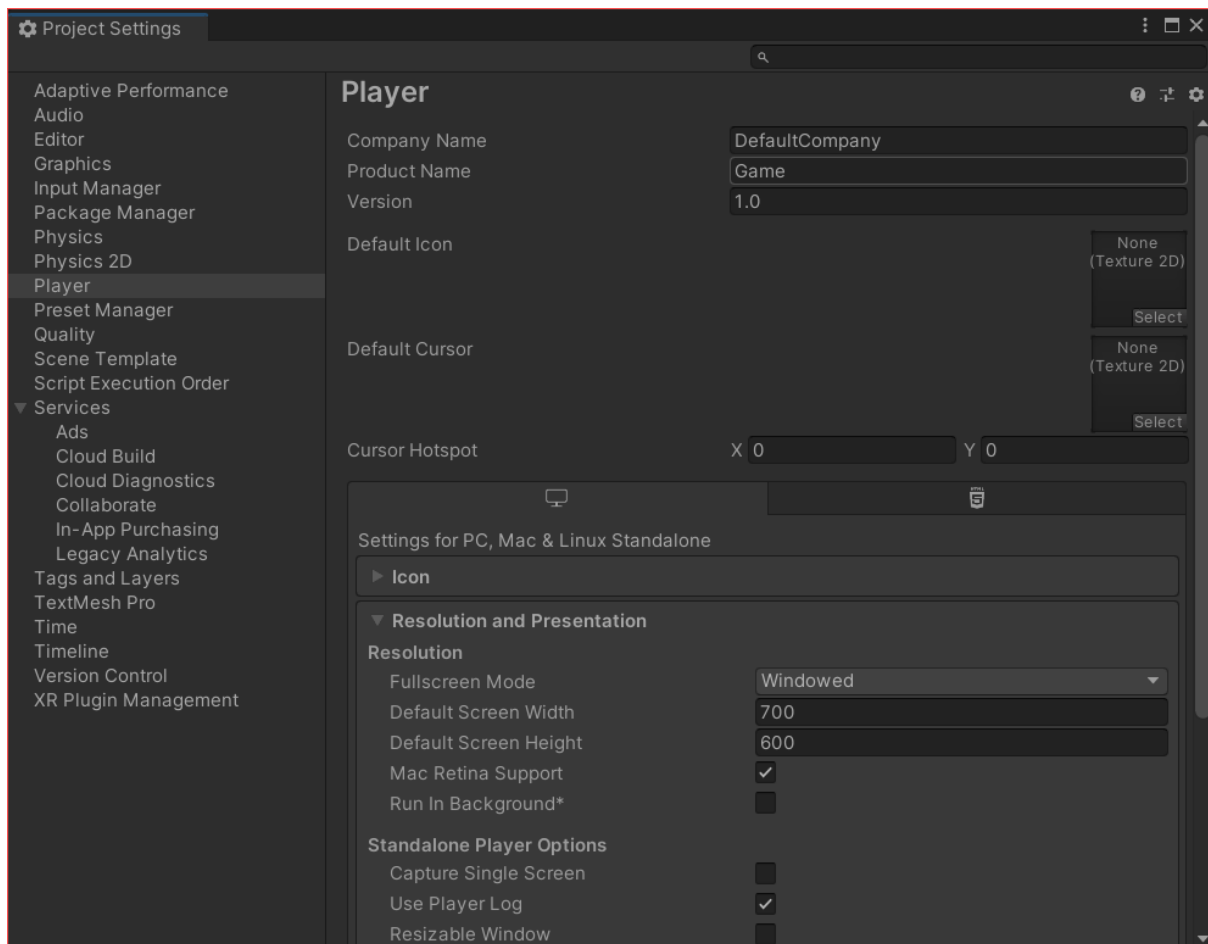 Project Settings
Adaptive Performance
Audio
Editor
Graphics
Input Manager
Package Manager
Physics
Physics 2D
Player
Preset Manager
Quality
Scene Template
Script Execution Order
Services
Ads
Cloud Build
Cloud Diagnostics
Collaborate
In-App Purchasing
Legacy Analytics
Tags and Layers
TextMesh Pro
Time
Timeline
Version Control
XR Plugin Management
Player
Company Name DefaultCompany
Product Name Game
Version 1.0
Default Icon
None
(Texture 2D)
Select
Default Cursor
None
(Texture 2D)
Select
Cursor Hotspot X 0 Y 0
Settings for PC, Mac & Linux Standalone
Icon
Resolution and Presentation
Resolution
Fullscreen Mode Windowed
Default Screen Width 700
Default Screen Height 600
Mac Retina Support
Run In Background*
Standalone Player Options
Capture Single Screen
Use Player Log
Resizable Window